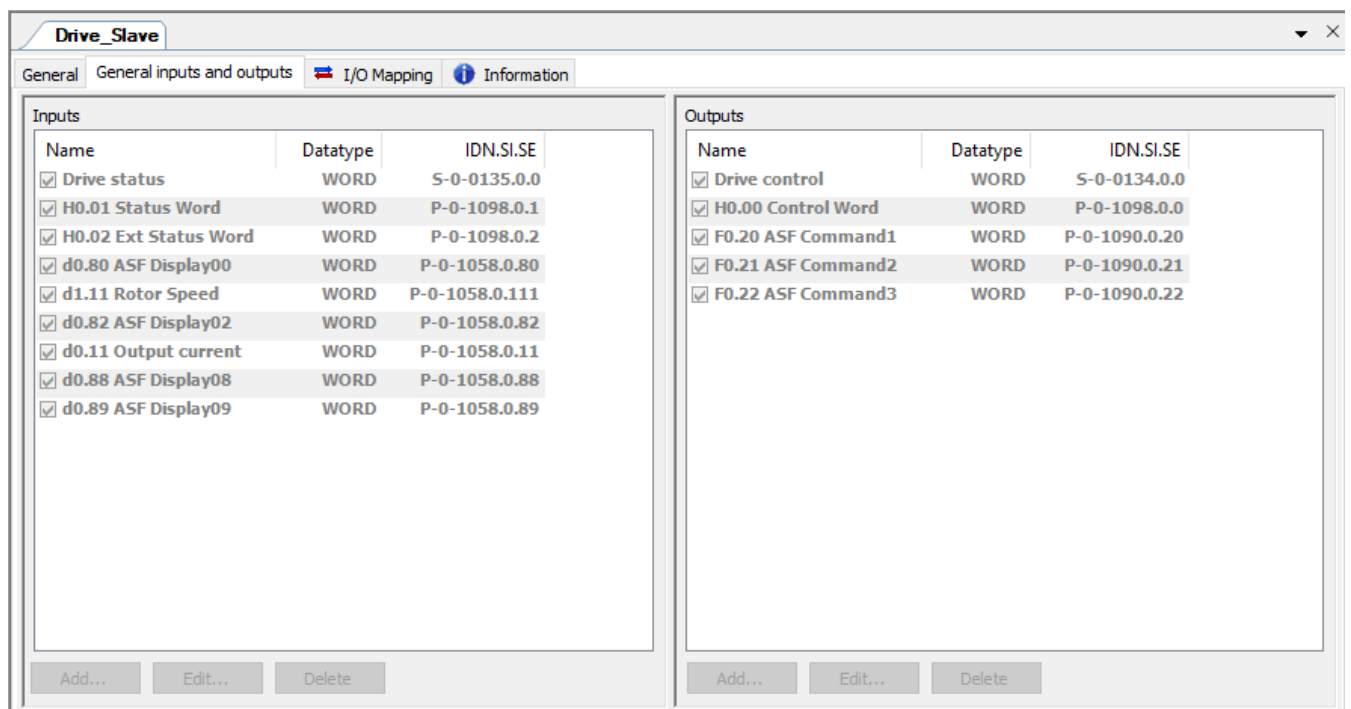 Drive_Slave
General General inputs and outputs I/O Mapping Information
Inputs
Name Datatype IDN.SI.SE
Drive status WORD S-0-0135.0.0
H0.01 Status Word WORD P-0-1098.0.1
H0.02 Ext Status Word WORD P-0-1098.0.2
d0.80 ASF Display00 WORD P-0-1058.0.80
d1.11 Rotor Speed WORD P-0-1058.0.111
d0.82 ASF Display02 WORD P-0-1058.0.82
d0.11 Output current WORD P-0-1058.0.11
d0.88 ASF Display08 WORD P-0-1058.0.88
d0.89 ASF Display09 WORD P-0-1058.0.89
Add... Edit... Delete
Outputs
Name Datatype IDN.SI.SE
Drive control WORD S-0-0134.0.0
H0.00 Control Word WORD P-0-1098.0.0
F0.20 ASF Command1 WORD P-0-1090.0.20
F0.21 ASF Command2 WORD P-0-1090.0.21
F0.22 ASF Command3 WORD P-0-1090.0.22
Add... Edit... Delete